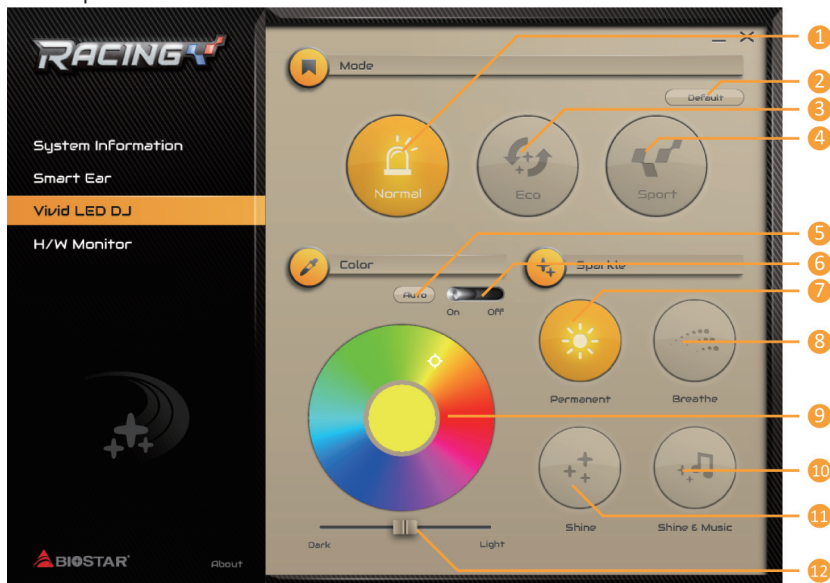 RACING
Mode
1
Default
2
3
4
Normal
Eco
Sport
System Information
Smart Ear
Vivid LED DJ
H/W Monitor
Color
Sparkle
5
6
Auto
On
Off
7
8
Permanent
Breathe
9
10
11
Shine
Shine & Music
Dark
Light
12
BIOSTAR
About